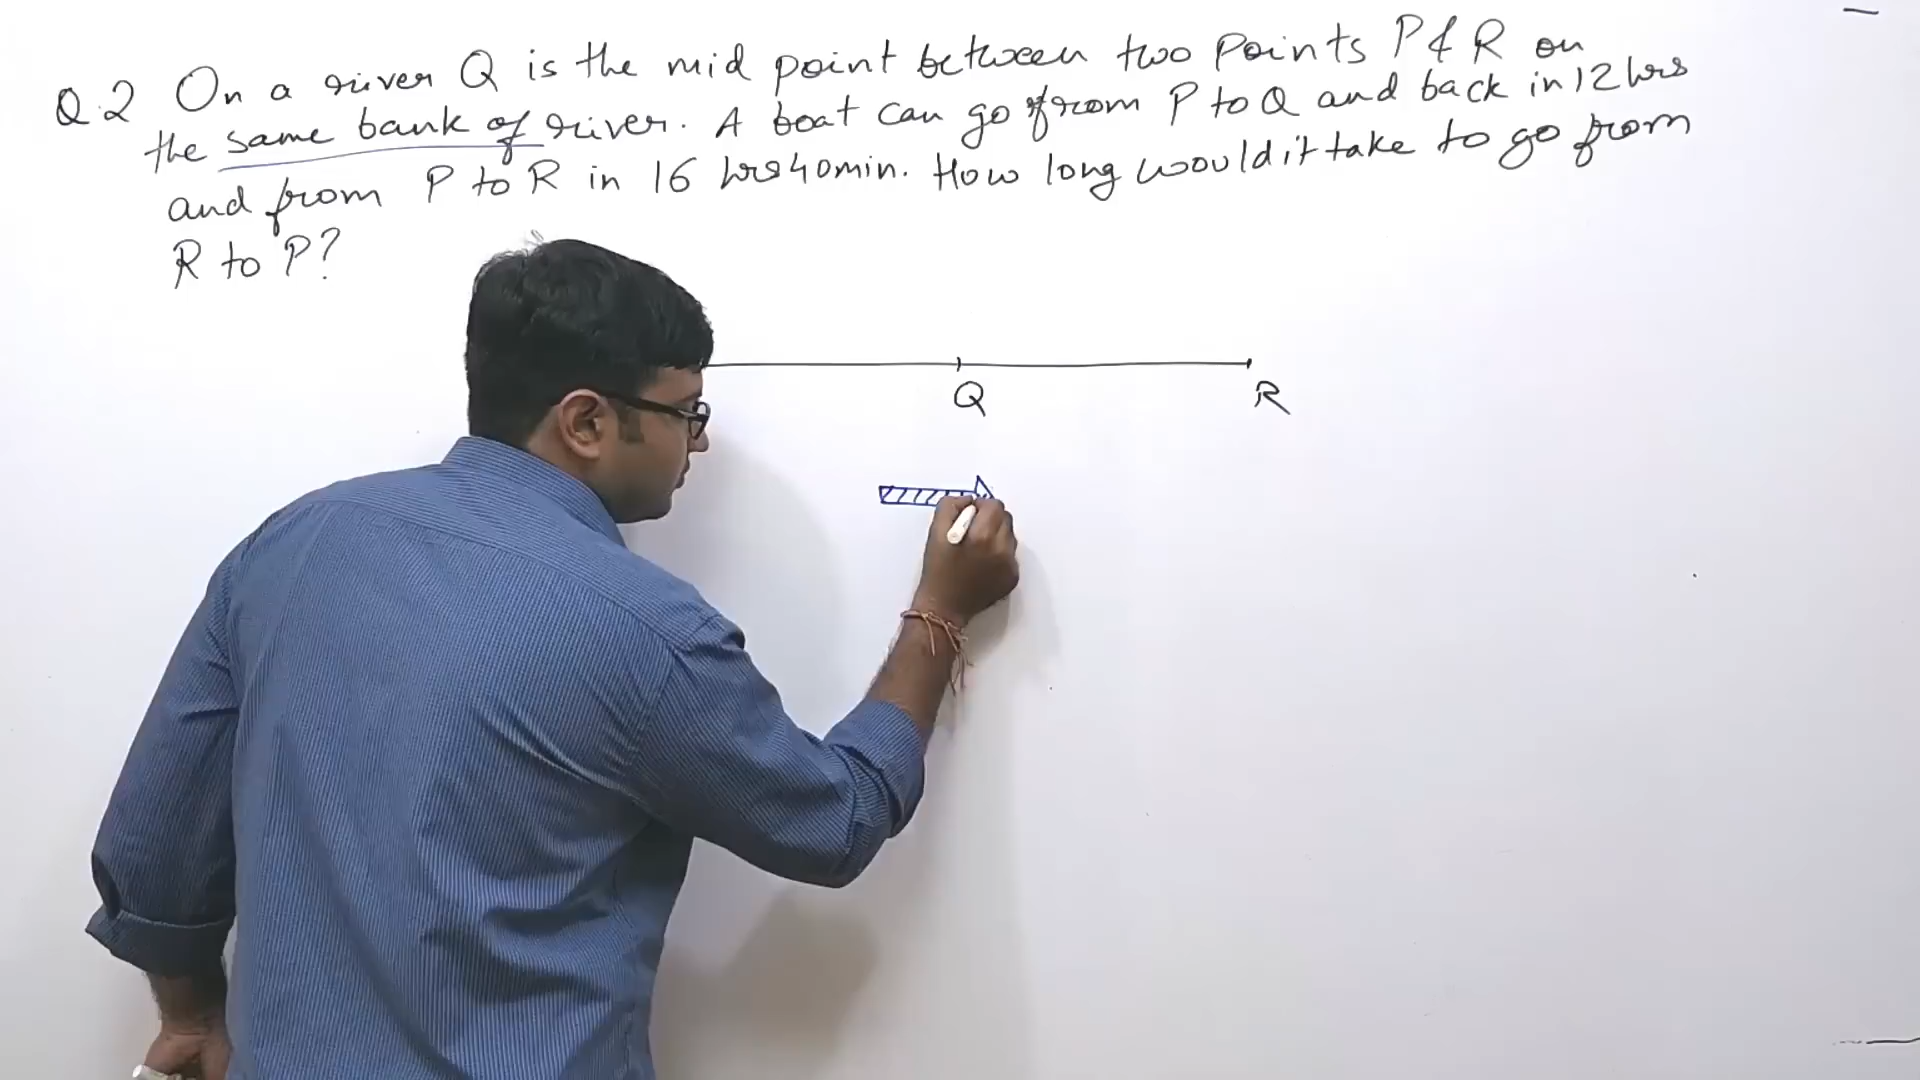 Q.2 On a river Q is the mid point between two points P & R on
the same bank of river. A boat can go from P to Q and back in 12 hrs
and from P to R in 16 hrs 40 min. How long would it take to go from
R to P?
Q R